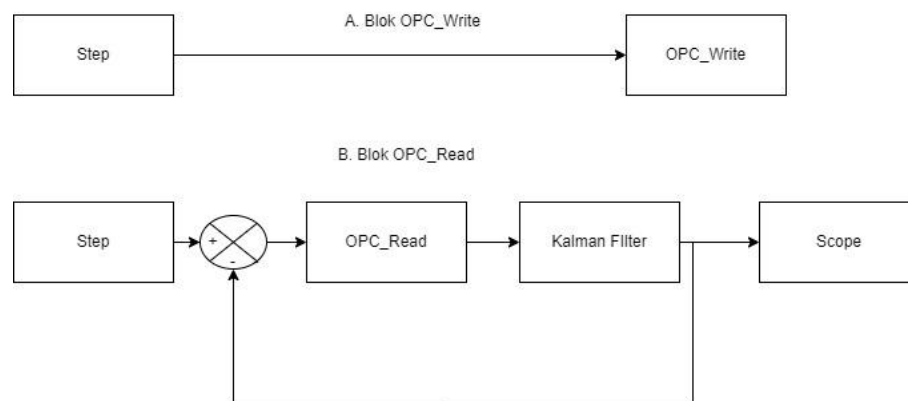 A. Blok OPC_Write
Step
OPC_Write
B. Blok OPC_Read
Step
+
-
OPC_Read
Kalman FIlter
Scope